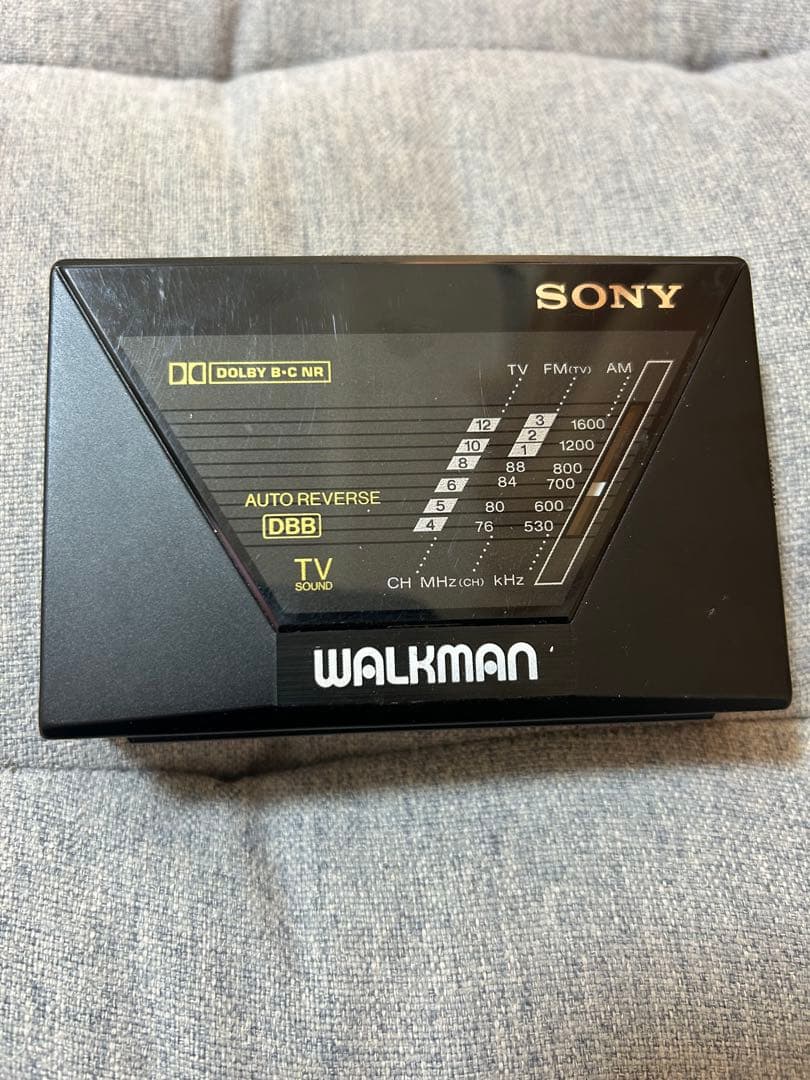 SONY
DOLBY B·C NR
TV FM(TV) AM
12 3 1600
10 2 1200
8 1 800
6 88 700
5 84 600
4 80 530
76
AUTO REVERSE
DBB
TV
SOUND
CH MHz(CH) kHz
WALKMAN